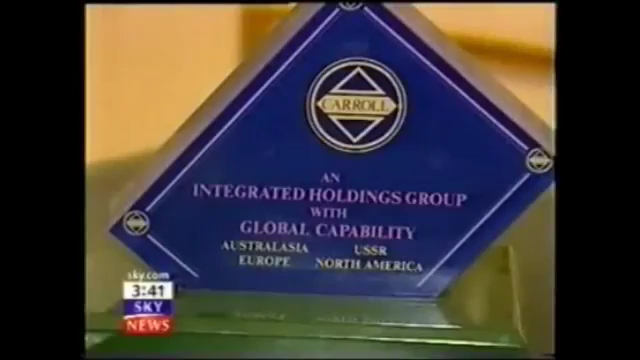 CARROLL
AN
INTEGRATED HOLDINGS GROUP
WITH
GLOBAL CAPABILITY
AUSTRALASIA USSR
EUROPE NORTH AMERICA
sky.com
3:41
SKY
NEWS